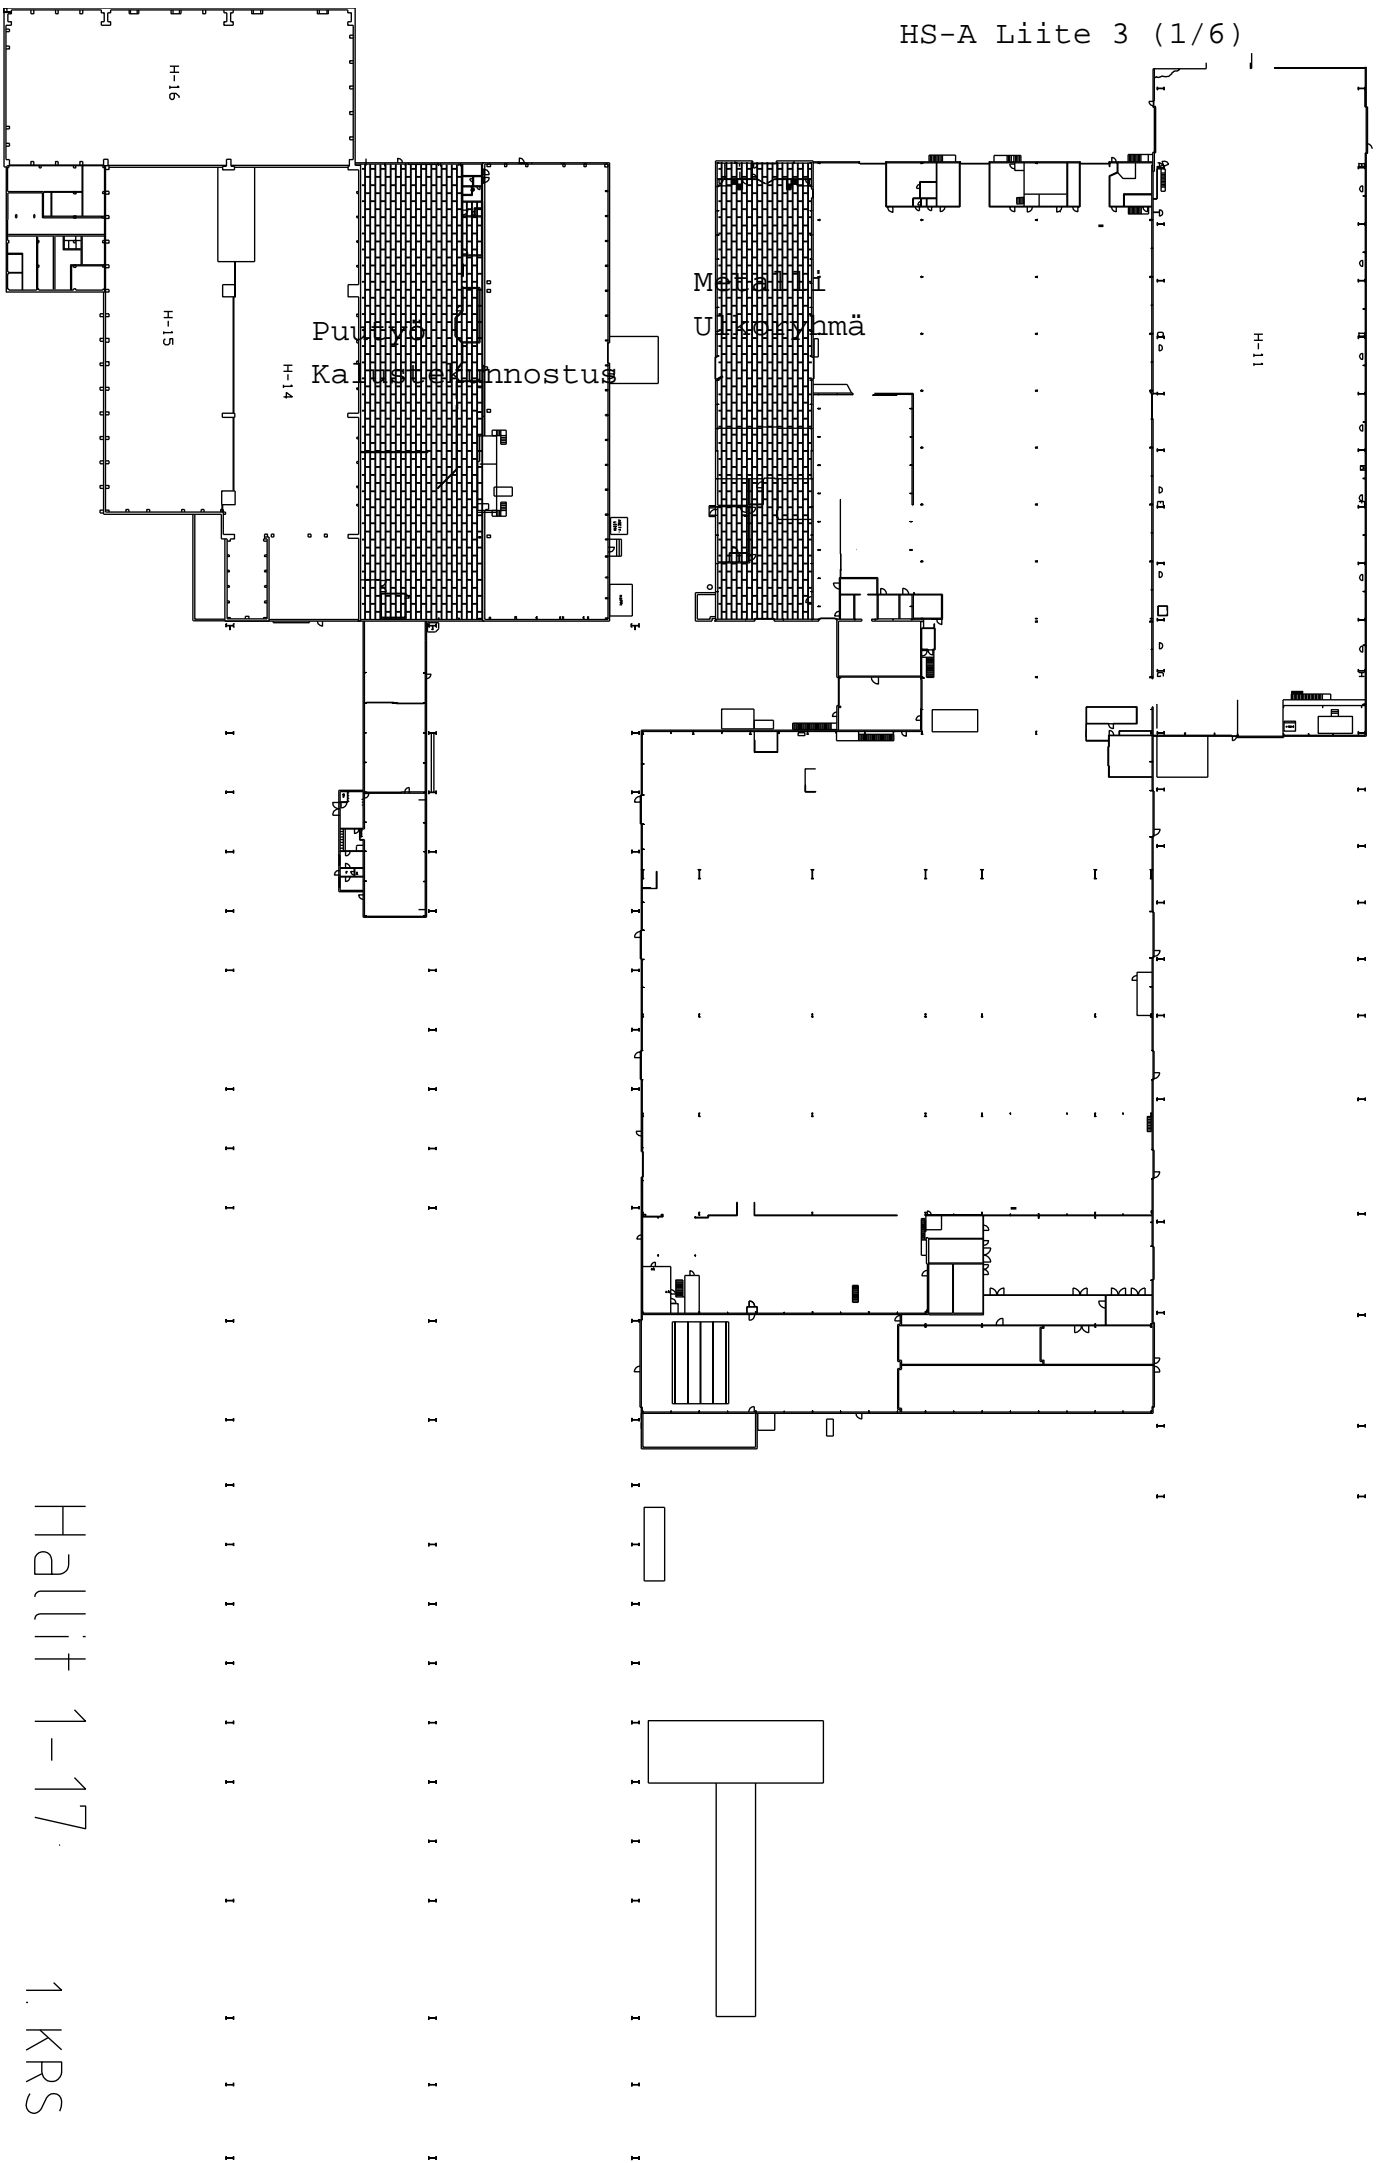 HS-A Liite 3 (1/6)
H-16
Metalli
Ulkoryhmä
Puutyö
Kalustekunnostus
H-15
H-14
H-11
Hallit 1-17
1. KRS